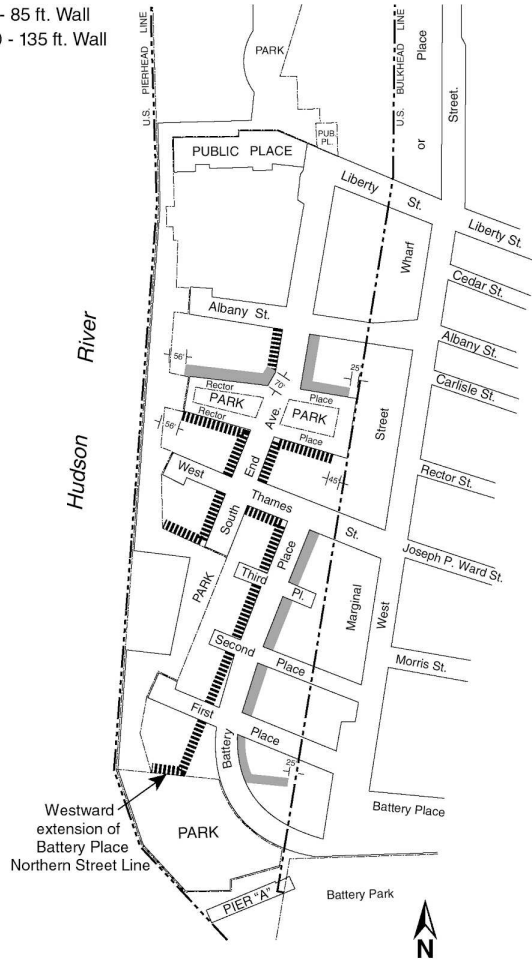 - 85 ft. Wall
- 135 ft. Wall
U.S. PIERHEAD LINE
PARK
U.S. BULKHEAD LINE
Place
or
Street.
PUB.
PL.
PUBLIC PLACE
Liberty St.
Liberty St.
Wharf
Cedar St.
Albany St.
Albany St.
Hudson River
56'
70'
25'
Carlisle St.
Rector Place
PARK
Ave.
PARK
Street
Rector Place
56'
End
45'
Rector St.
West Thames St.
South
Joseph P. Ward St.
Place
Third Pl.
PARK
Marginal
West
Second Place
Morris St.
First Place
Battery
25'
Westward
extension of
Battery Place
Northern Street Line
PARK
Battery Place
PIER "A"
Battery Park
N